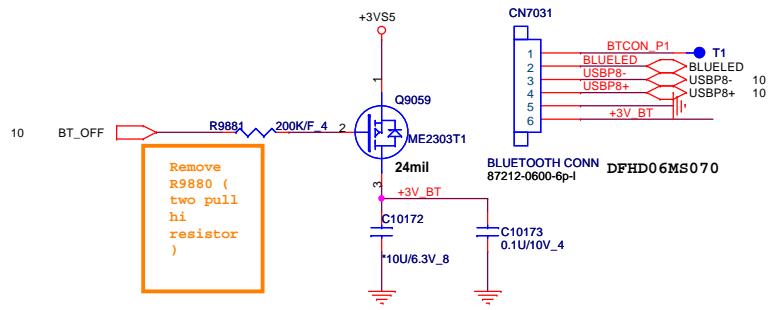 +3VS5
1
Q9059
10
BT_OFF
R9881
200K/F_4
2
ME2303T1
24mil
3
+3V_BT
Remove
R9880 (
two pull
hi
resistor
)
C10172
*10U/6.3V_8
C10173
0.1U/10V_4
CN7031
1
BTCON_P1
T1
2
BLUELED
BLUELED
3
USBP8-
USBP8-
10
4
USBP8+
USBP8+
10
5
6
+3V_BT
BLUETOOTH CONN
87212-0600-6p-l
DFHD06MS070